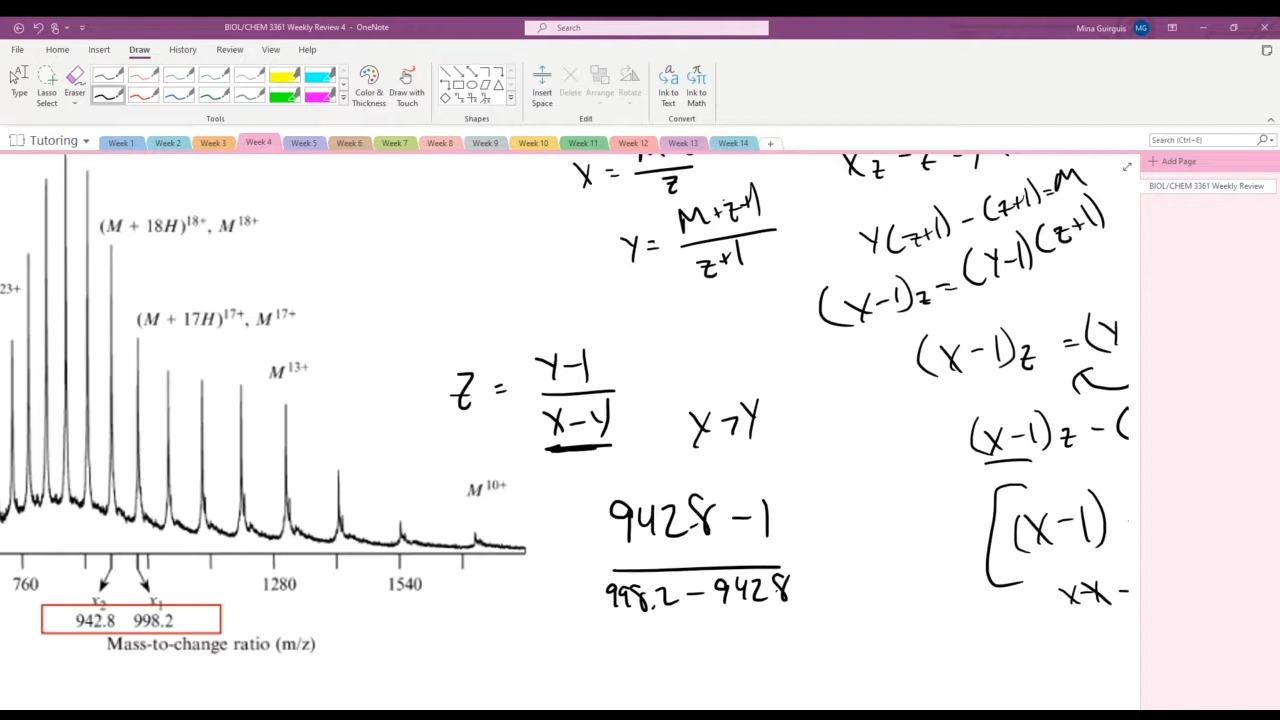 BIOL/CHEM 3361 Weekly Review 4 - OneNote
Search
Mina Guirguis MG
File Home Insert Draw History Review View Help
Type
Lasso Select
Eraser
Color & Thickness
Draw with Touch
Insert Space
Delete
Arrange
Rotate
Ink to Text
Ink to Math
Tools
Shapes
Edit
Convert
Tutoring
Week 1 Week 2 Week 3 Week 4 Week 5 Week 6 Week 7 Week 8 Week 9 Week 10 Week 11 Week 12 Week 13 Week 14
Search (Ctrl+E)
Add Page
BIOL/CHEM 3361 Weekly Review
(M + 18H)18+, M18+
23+
(M + 17H)17+, M17+
M13+
M10+
760 1280 1540
x2 x1
942.8 998.2
Mass-to-change ratio (m/z)
Y = M+z+1 / z+1
Z = Y-1 / X-Y
X > Y
942.8 - 1
998.2 - 942.8
Y(z+1) - (z+1) = M
(X-1)z = (Y-1)(z+1)
(X-1)z = (Y
(X-1)z - (
[(X-1)